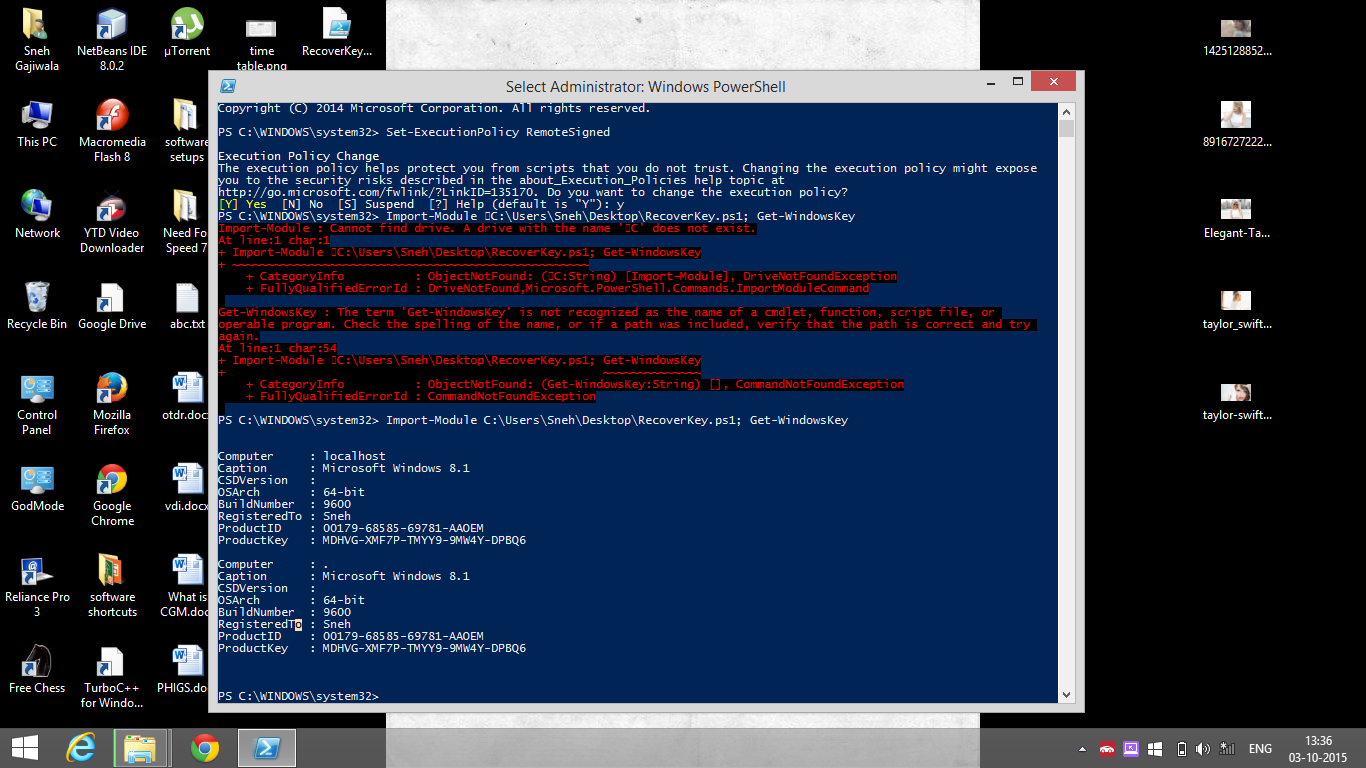 Sneh
Gajiwala
NetBeans IDE
8.0.2
µTorrent
time
table.png
RecoverKey...
This PC
Macromedia
Flash 8
software
setups
Network
YTD Video
Downloader
Need Fo
Speed 7
Recycle Bin
Google Drive
abc.txt
Control
Panel
Mozilla
Firefox
otdr.docx
GodMode
Google
Chrome
vdi.docx
Reliance Pro
3
software
shortcuts
What is
CGM.doc
Free Chess
TurboC++
for Windo...
PHIGS.do
Select Administrator: Windows PowerShell
Copyright (C) 2014 Microsoft Corporation. All rights reserved.
PS C:\WINDOWS\system32> Set-ExecutionPolicy RemoteSigned
Execution Policy Change
The execution policy helps protect you from scripts that you do not trust. Changing the execution policy might expose
you to the security risks described in the about_Execution_Policies help topic at
http://go.microsoft.com/fwlink/?LinkID=135170. Do you want to change the execution policy?
[Y] Yes  [N] No  [S] Suspend  [?] Help (default is "Y"): y
PS C:\WINDOWS\system32> Import-Module ▯C:\Users\Sneh\Desktop\RecoverKey.ps1; Get-WindowsKey
Import-Module : Cannot find drive. A drive with the name '▯C' does not exist.
At line:1 char:1
+ Import-Module ▯C:\Users\Sneh\Desktop\RecoverKey.ps1; Get-WindowsKey
+ ~~~~~~~~~~~~~~~~~~~~~~~~~~~~~~~~~~~~~~~~~~~~~~~~~~~
+ CategoryInfo          : ObjectNotFound: (▯C:String) [Import-Module], DriveNotFoundException
+ FullyQualifiedErrorId : DriveNotFound,Microsoft.PowerShell.Commands.ImportModuleCommand
Get-WindowsKey : The term 'Get-WindowsKey' is not recognized as the name of a cmdlet, function, script file, or
operable program. Check the spelling of the name, or if a path was included, verify that the path is correct and try
again.
At line:1 char:54
+ Import-Module ▯C:\Users\Sneh\Desktop\RecoverKey.ps1; Get-WindowsKey
+                                                      ~~~~~~~~~~~~~~
+ CategoryInfo          : ObjectNotFound: (Get-WindowsKey:String) [], CommandNotFoundException
+ FullyQualifiedErrorId : CommandNotFoundException
PS C:\WINDOWS\system32> Import-Module C:\Users\Sneh\Desktop\RecoverKey.ps1; Get-WindowsKey
Computer     : localhost
Caption      : Microsoft Windows 8.1
CSDVersion   :
OSArch       : 64-bit
BuildNumber  : 9600
RegisteredTo : Sneh
ProductID    : 00179-68585-69781-AAOEM
ProductKey   : MDHVG-XMF7P-TMYY9-9MW4Y-DPBQ6
Computer     : .
Caption      : Microsoft Windows 8.1
CSDVersion   :
OSArch       : 64-bit
BuildNumber  : 9600
RegisteredTo : Sneh
ProductID    : 00179-68585-69781-AAOEM
ProductKey   : MDHVG-XMF7P-TMYY9-9MW4Y-DPBQ6
PS C:\WINDOWS\system32>
1425128852...
8916727222...
Elegant-Ta...
taylor_swift...
taylor-swift...
ENG
13:36
03-10-2015